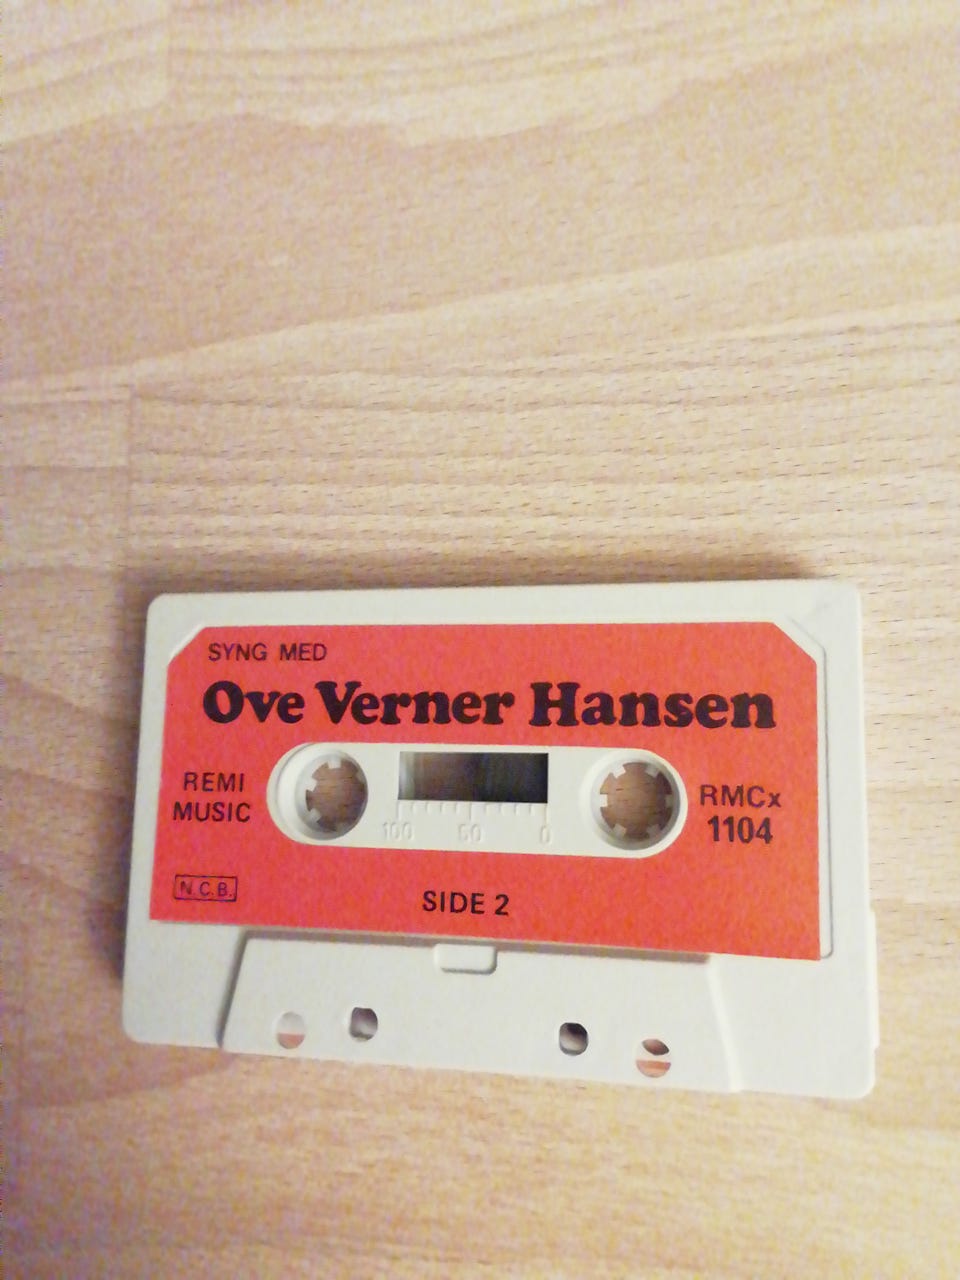 SYNG MED
Ove Verner Hansen
REMI
MUSIC
RMCx
1104
100 50 0
N.C.B.
SIDE 2